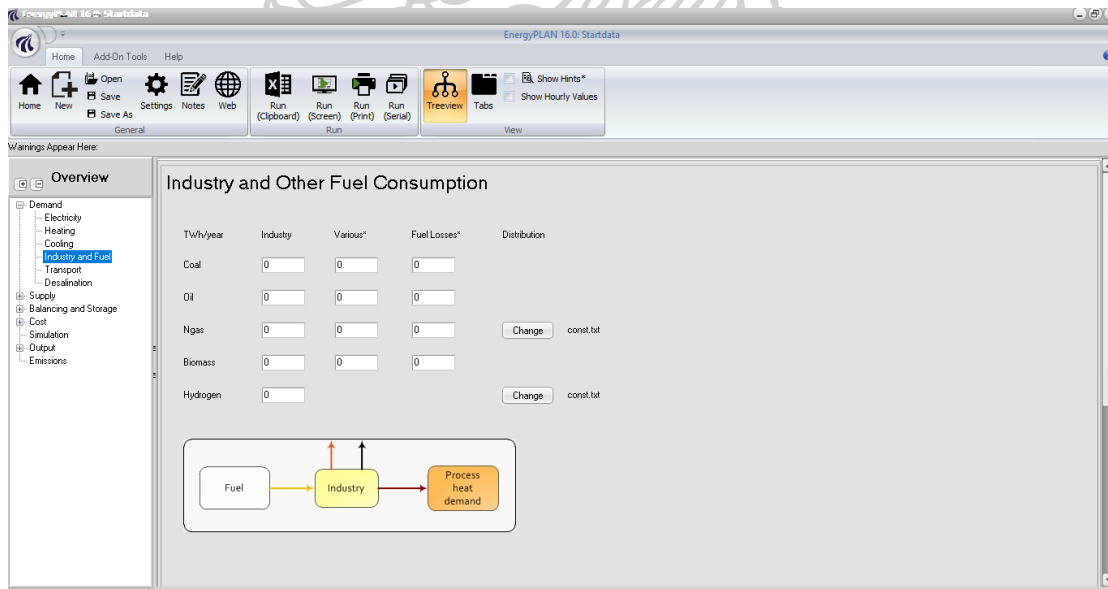 EnergyPLAN 16.0: Startdata
EnergyPLAN 16.0: Startdata
Home Add-On Tools Help
Home New Open Save Save As Settings Notes Web
General
Run (Clipboard) Run (Screen) Run (Print) Run (Serial)
Run
Treeview Tabs Show Hints* Show Hourly Values
View
Warnings Appear Here:
Overview
Demand
Electricity
Heating
Cooling
Industry and Fuel
Transport
Desalination
Supply
Balancing and Storage
Cost
Simulation
Output
Emissions
Industry and Other Fuel Consumption
TWh/year Industry Various* Fuel Losses* Distribution
Coal 0 0 0
Oil 0 0 0
Ngas 0 0 0 Change const.txt
Biomass 0 0 0
Hydrogen 0 Change const.txt
Fuel Industry Process heat demand